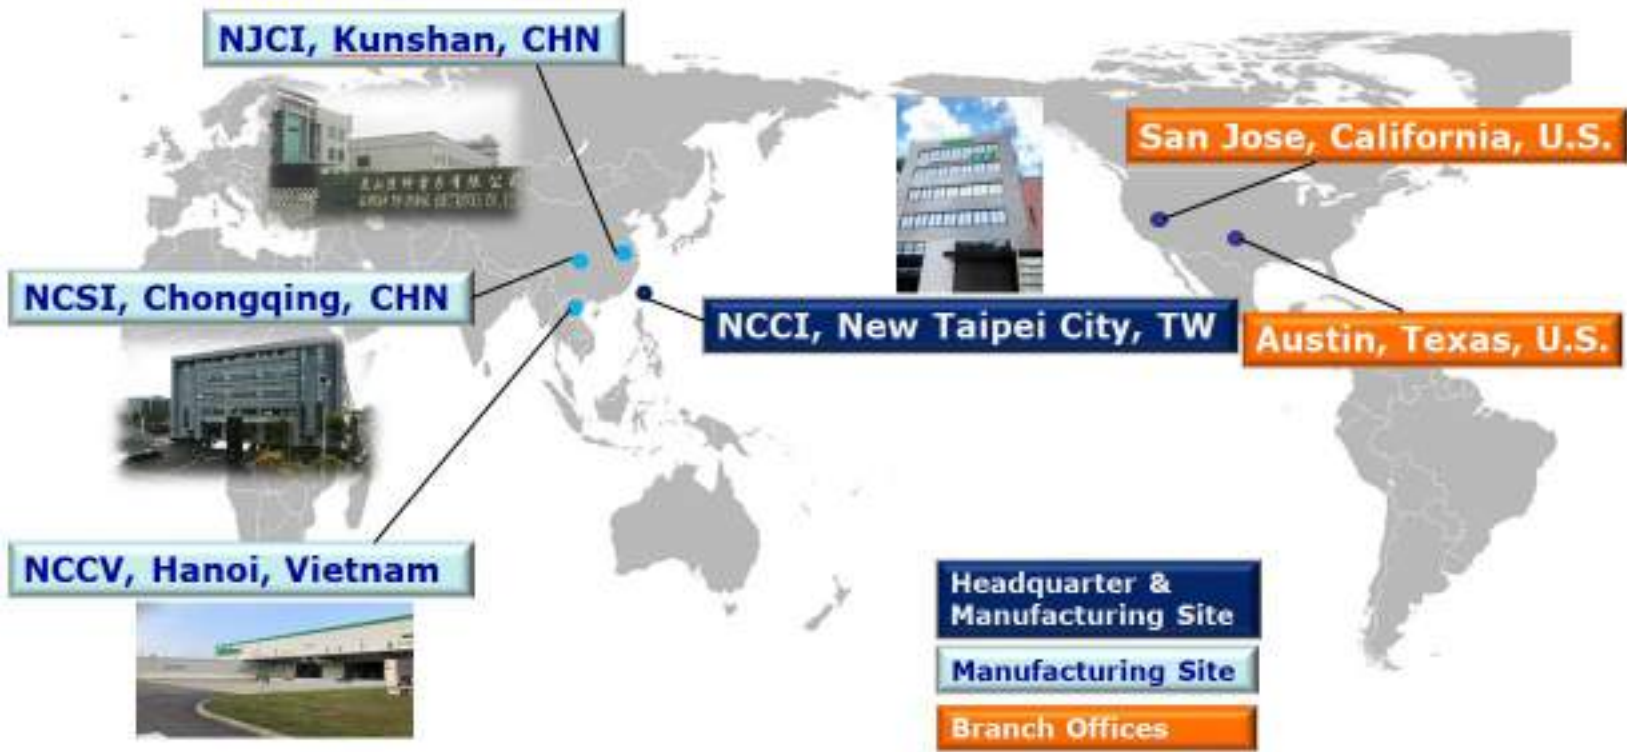 NJCI, Kunshan, CHN
San Jose, California, U.S.
NCSI, Chongqing, CHN
NCCI, New Taipei City, TW
Austin, Texas, U.S.
NCCV, Hanoi, Vietnam
Headquarter &
Manufacturing Site
Manufacturing Site
Branch Offices